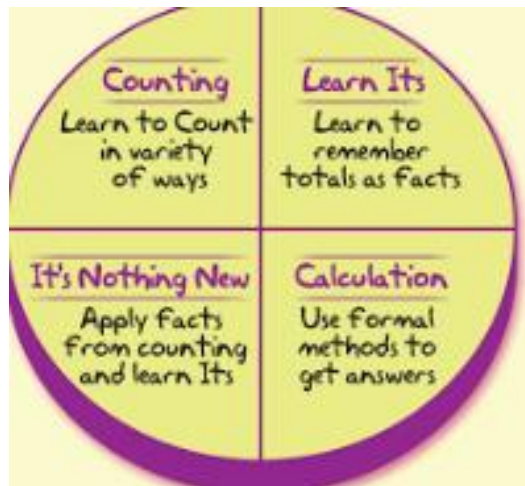 Counting
Learn to Count
in variety
of ways
Learn Its
Learn to
remember
totals as facts
It's Nothing New
Apply facts
from counting
and learn Its
Calculation
Use formal
methods to
get answers